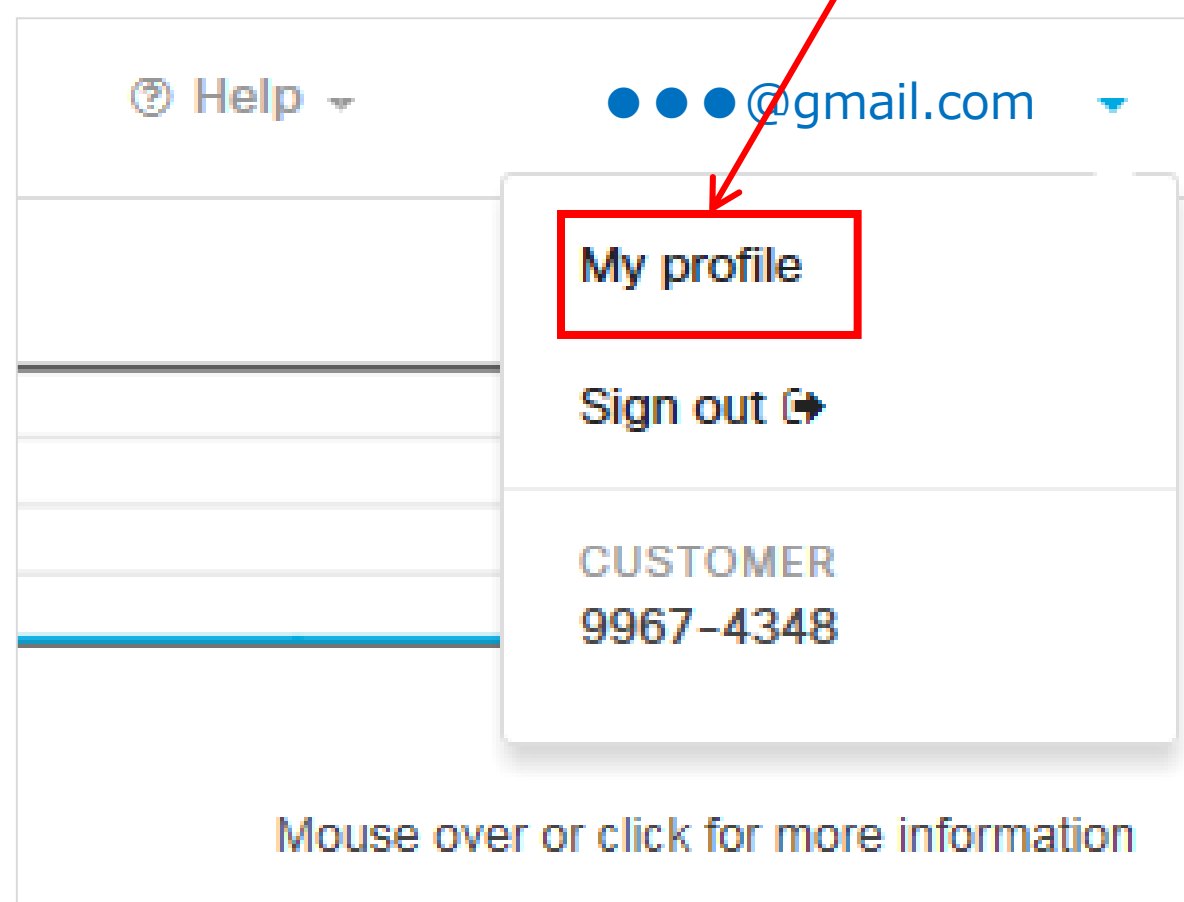 Help
●●●@gmail.com
My profile
Sign out
CUSTOMER
9967-4348
Mouse over or click for more information